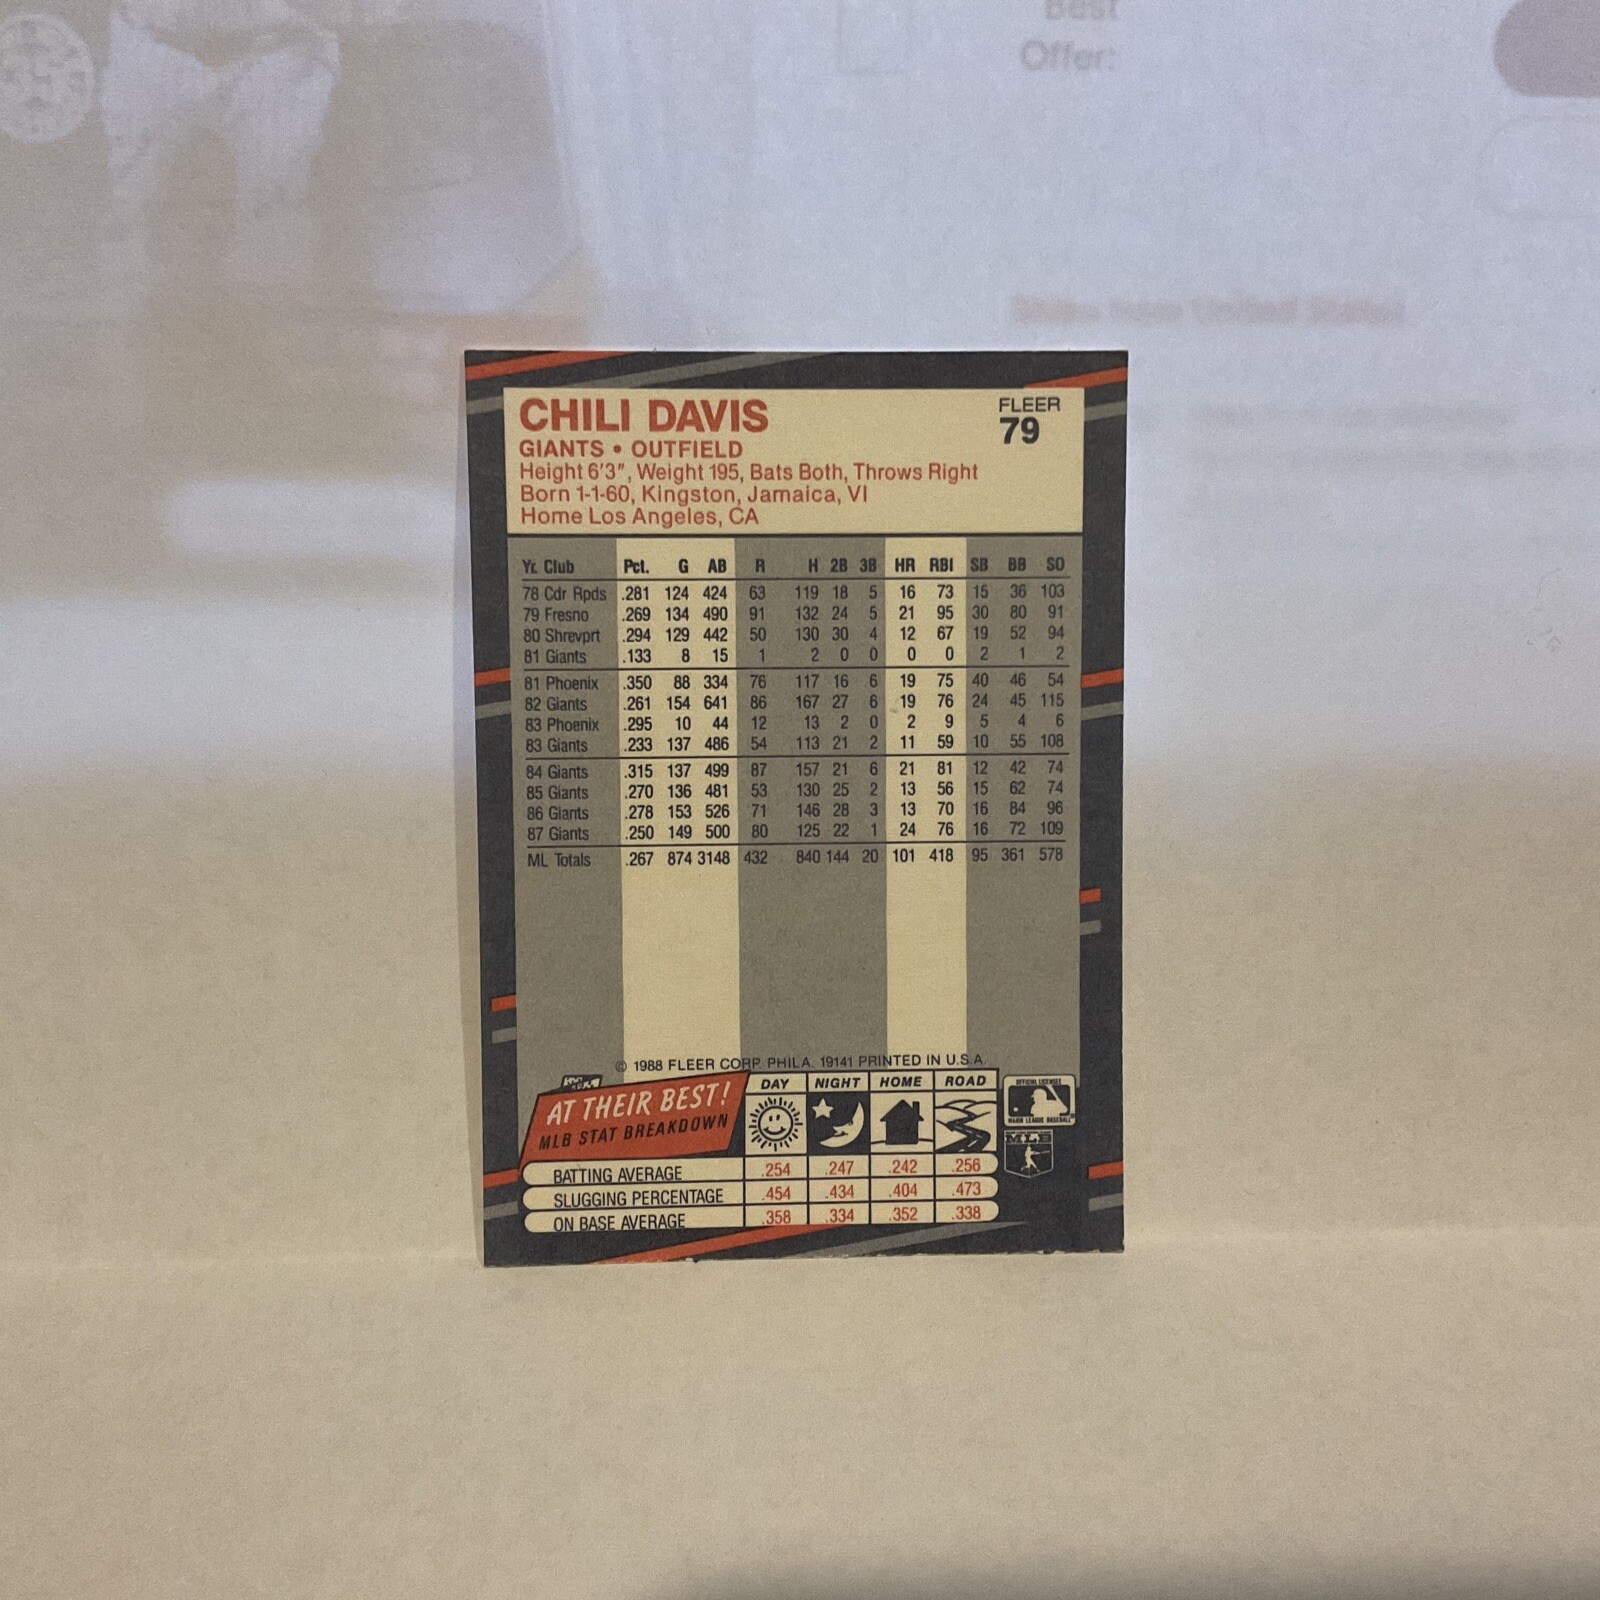 Best
Offer:
CHILI DAVIS
FLEER
79
GIANTS • OUTFIELD
Height 6'3", Weight 195, Bats Both, Throws Right
Born 1-1-60, Kingston, Jamaica, VI
Home Los Angeles, CA
Yr. Club Pct. G AB R H 2B 3B HR RBI SB BB SO
78 Cdr Rpds .281 124 424 63 119 18 5 16 73 15 36 103
79 Fresno .269 134 490 91 132 24 5 21 95 30 80 91
80 Shrevprt .294 129 442 50 130 30 4 12 67 19 52 94
81 Giants .133 8 15 1 2 0 0 0 0 2 1 2
81 Phoenix .350 88 334 76 117 16 6 19 75 40 46 54
82 Giants .261 154 641 86 167 27 6 19 76 24 45 115
83 Phoenix .295 10 44 12 13 2 0 2 9 5 4 6
83 Giants .233 137 486 54 113 21 2 11 59 10 55 108
84 Giants .315 137 499 87 157 21 6 21 81 12 42 74
85 Giants .270 136 481 53 130 25 2 13 56 15 62 74
86 Giants .278 153 526 71 146 28 3 13 70 16 84 96
87 Giants .250 149 500 80 125 22 1 24 76 16 72 109
ML Totals .267 874 3148 432 840 144 20 101 418 95 361 578
© 1988 FLEER CORP. PHILA. 19141 PRINTED IN U.S.A.
AT THEIR BEST!
MLB STAT BREAKDOWN
DAY NIGHT HOME ROAD
OFFICIAL LICENSEE
MAJOR LEAGUE BASEBALL
MLB
BATTING AVERAGE .254 .247 .242 .256
SLUGGING PERCENTAGE .454 .434 .404 .473
ON BASE AVERAGE .358 .334 .352 .338